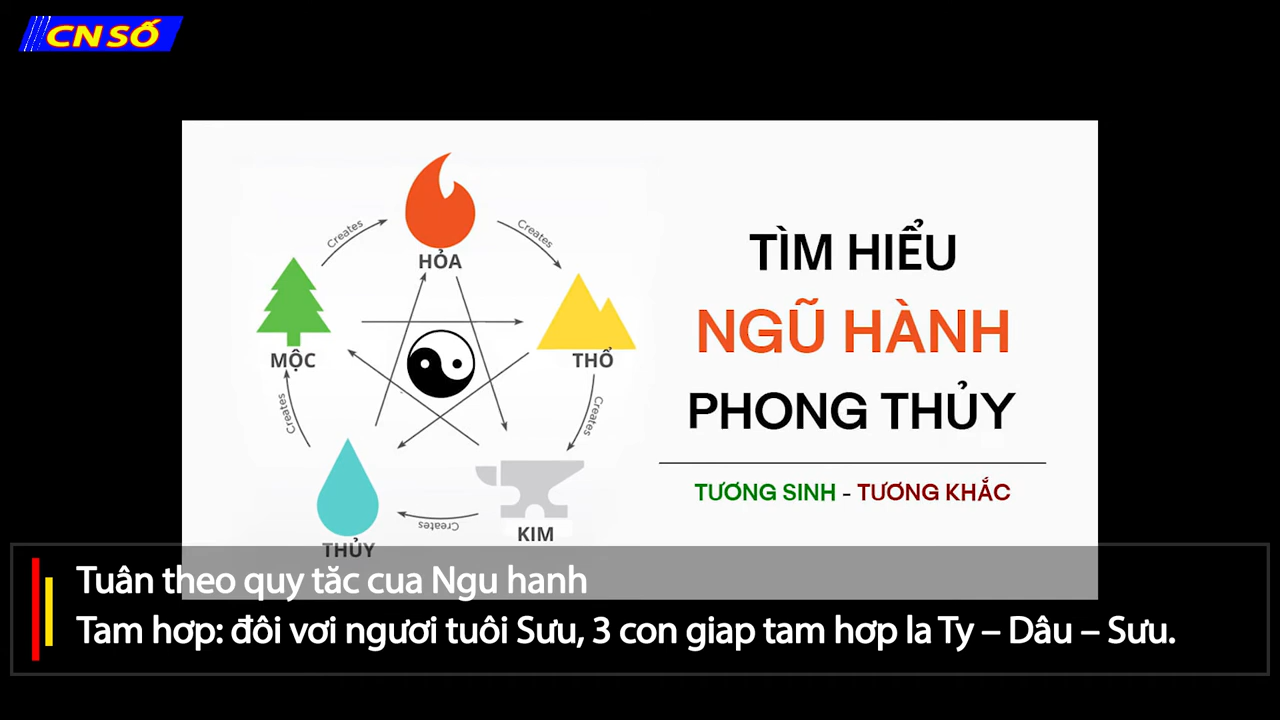 CN SỐ
Creates
Creates
HỎA
MỘC
THỔ
Creates
Creates
Creates
KIM
THỦY
TÌM HIỂU
NGŨ HÀNH
PHONG THỦY
TƯƠNG SINH - TƯƠNG KHẮC
Tuân theo quy tăc cua Ngu hanh
Tam hơp: đôi vơi ngươi tuôi Sưu, 3 con giap tam hơp la Ty – Dâu – Sưu.